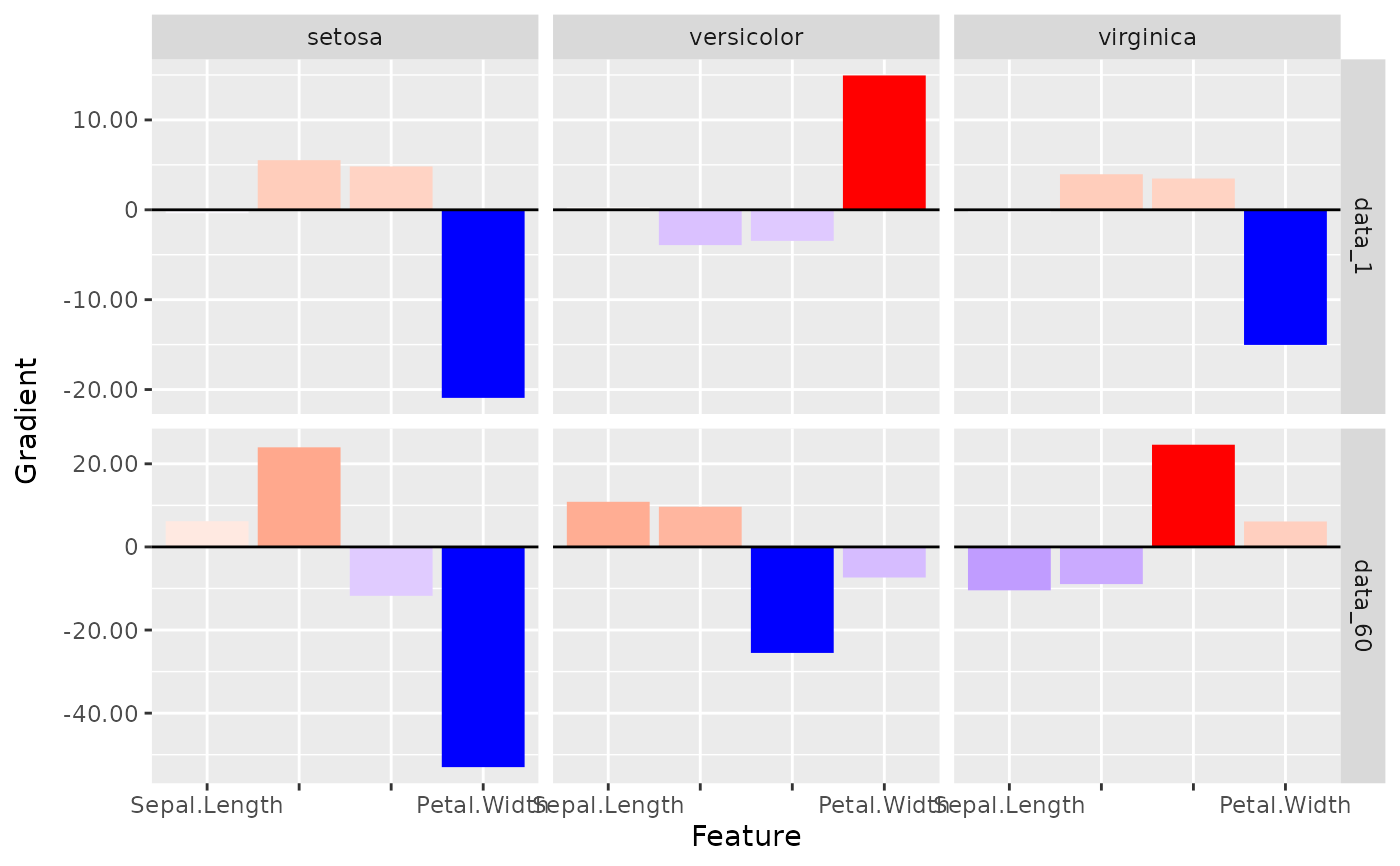 setosa versicolor virginica
10.00
0
-10.00
-20.00
data_1
Gradient
20.00
0
-20.00
-40.00
data_60
Sepal.Length Petal.Width Sepal.Length Petal.Width Sepal.Length Petal.Width
Feature